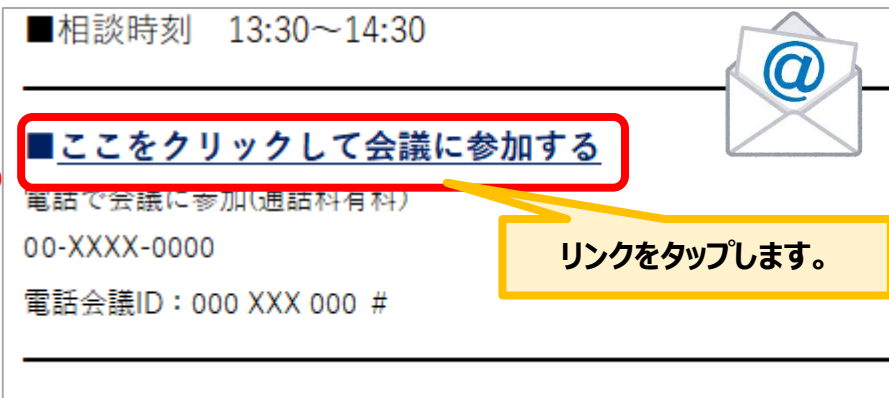 ■相談時刻 13:30～14:30
@
■ここをクリックして会議に参加する
電話で会議に参加(通話料有料)
00-XXXX-0000
リンクをタップします。
電話会議ID：000 XXX 000 #